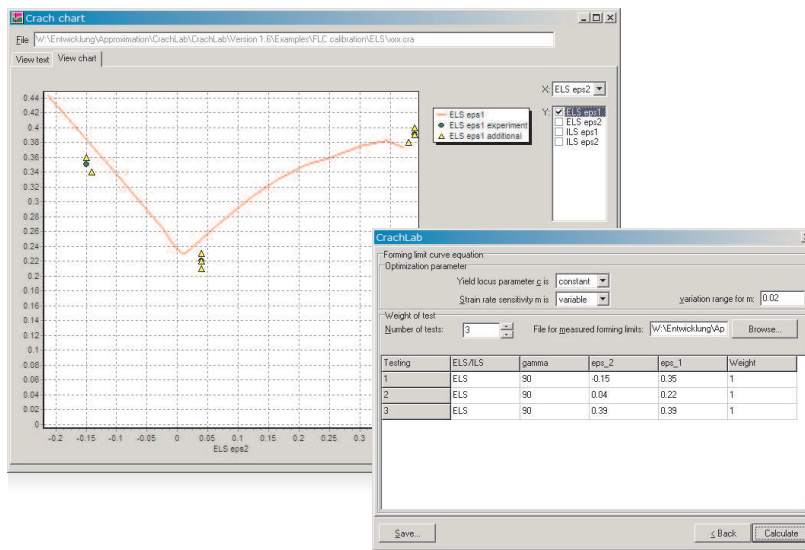 Crach chart
File W:\Entwicklung\Approximation\CrachLab\CrachLab\Version 1.6\Examples\FLC calibration\ELS\xxx.cra
View text View chart
X: ELS eps2
Y: ELS eps1
ELS eps2
ILS eps1
ILS eps2
ELS eps1
ELS eps1 experiment
ELS eps1 additional
0.44
0.42
0.4
0.38
0.36
0.34
0.32
0.3
0.28
0.26
0.24
0.22
0.2
0.18
0.16
0.14
0.12
0.1
0.08
0.06
0.04
0.02
0
-0.2 -0.15 -0.1 -0.05 0 0.05 0.1 0.15 0.2 0.25 0.3
ELS eps2
CrachLab
Forming limit curve equation
Optimization parameter
Yield locus parameter c is constant
Strain rate sensitivity m is variable variation range for m: 0.02
Weight of test
Number of tests: 3 File for measured forming limits: W:\Entwicklung\Ap Browse...
Testing ELS/ILS gamma eps_2 eps_1 Weight
1 ELS 90 -0.15 0.35 1
2 ELS 90 0.04 0.22 1
3 ELS 90 0.39 0.39 1
Save... < Back Calculate